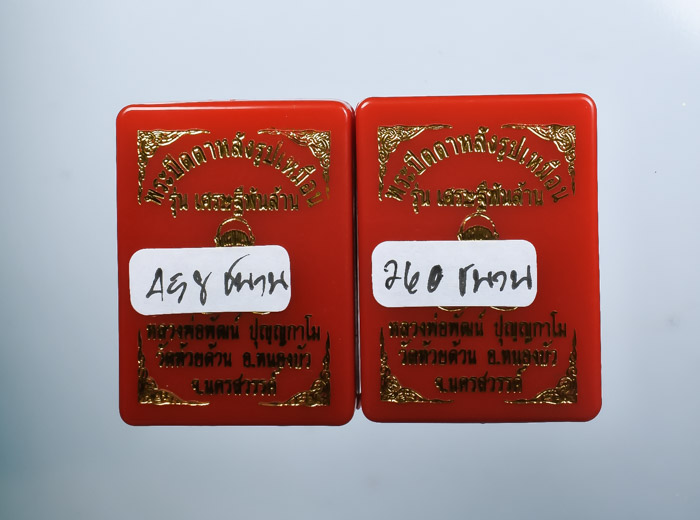 พระปิดตาหลังรูปเหมือน
รุ่น เศรษฐีพันล้าน
หลวงพ่อพัฒน์ ปุญฺญกาโม
วัดห้วยด้วน อ.หนองบัว
จ.นครสวรรค์
พระปิดตาหลังรูปเหมือน
รุ่น เศรษฐีพันล้าน
260 ชนวน
หลวงพ่อพัฒน์ ปุญฺญกาโม
วัดห้วยด้วน อ.หนองบัว
จ.นครสวรรค์